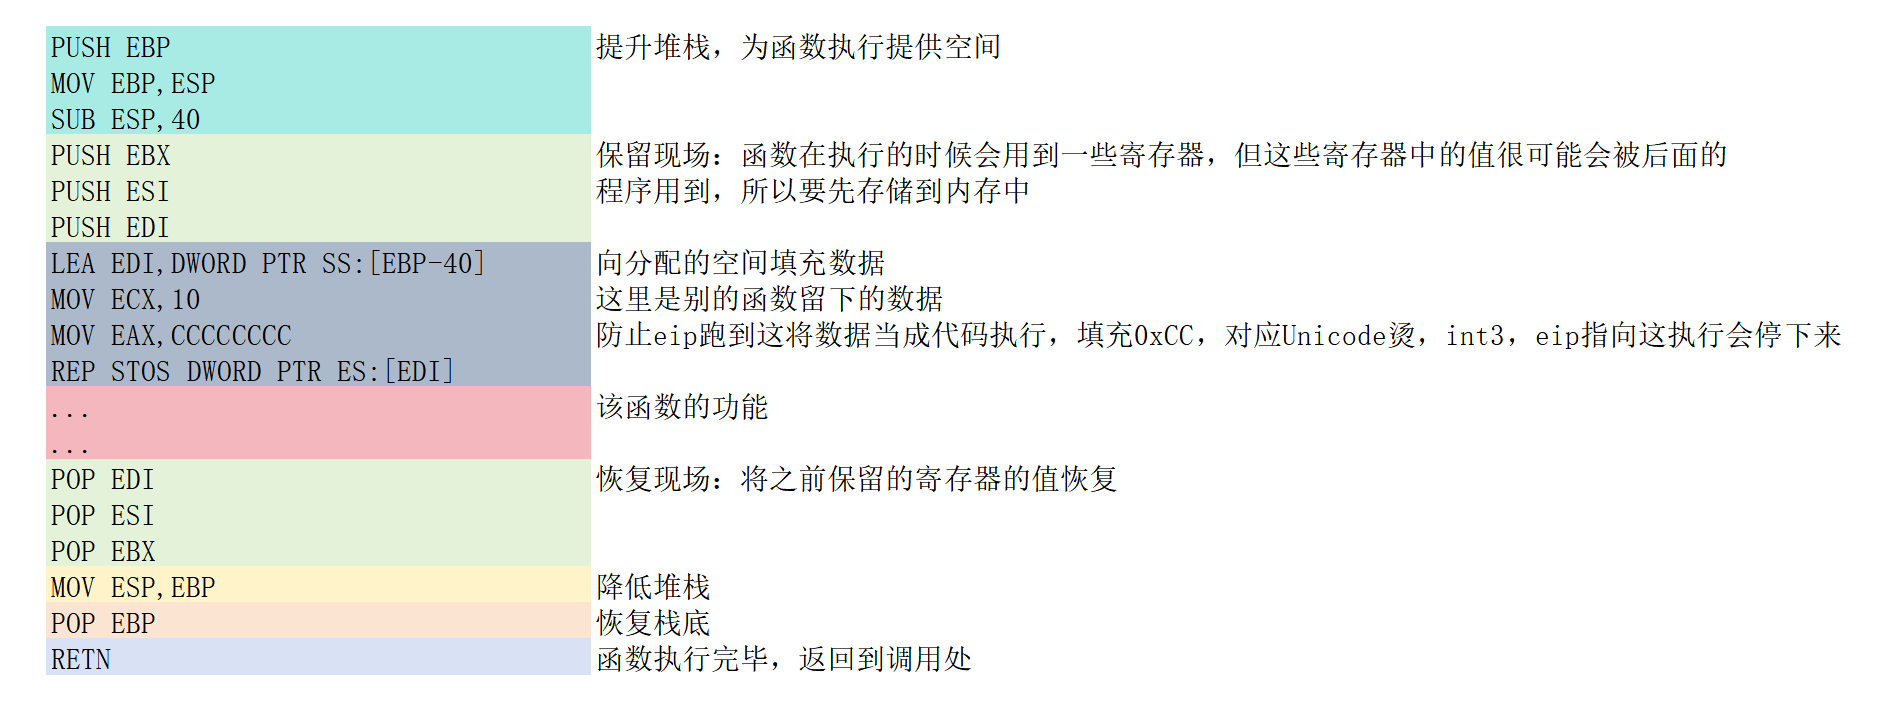 PUSH EBP 提升堆栈，为函数执行提供空间
MOV EBP,ESP
SUB ESP,40
PUSH EBX 保留现场：函数在执行的时候会用到一些寄存器，但这些寄存器中的值很可能会被后面的
PUSH ESI 程序用到，所以要先存储到内存中
PUSH EDI
LEA EDI,DWORD PTR SS:[EBP-40] 向分配的空间填充数据
MOV ECX,10 这里是别的函数留下的数据
MOV EAX,CCCCCCCC 防止eip跑到这将数据当成代码执行，填充0xCC，对应Unicode烫，int3，eip指向这执行会停下来
REP STOS DWORD PTR ES:[EDI]
... 该函数的功能
...
POP EDI 恢复现场：将之前保留的寄存器的值恢复
POP ESI
POP EBX
MOV ESP,EBP 降低堆栈
POP EBP 恢复栈底
RETN 函数执行完毕，返回到调用处